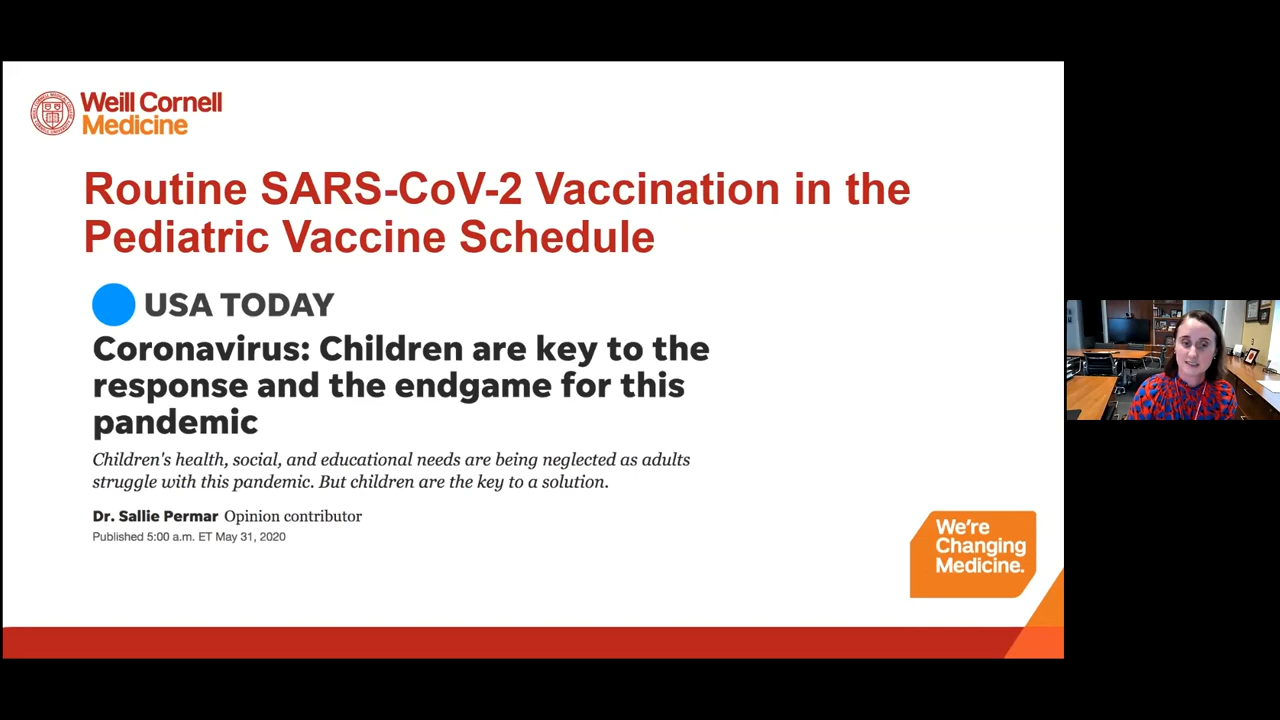 Weill Cornell
Medicine
Routine SARS-CoV-2 Vaccination in the
Pediatric Vaccine Schedule
USA TODAY
Coronavirus: Children are key to the
response and the endgame for this
pandemic
Children's health, social, and educational needs are being neglected as adults
struggle with this pandemic. But children are the key to a solution.
Dr. Sallie Permar Opinion contributor
Published 5:00 a.m. ET May 31, 2020
We're
Changing
Medicine.